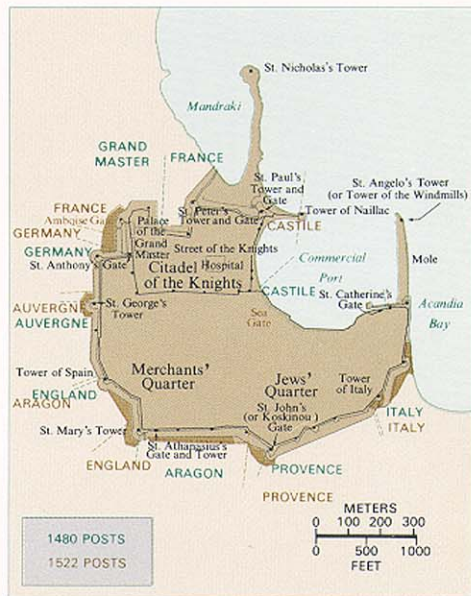 St. Nicholas's Tower
Mandraki
GRAND
MASTER
FRANCE
St. Paul's
Tower and
Gate
St. Angelo's Tower
(or Tower of the Windmills)
FRANCE
Amboise Gate
Palace
of the
Grand
Master
St. Peter's
Tower and Gate
Tower of Naillac
CASTILE
GERMANY
GERMANY
Street of the Knights
St. Anthony's Gate
Citadel
of the Knights
Hospital
Commercial
Port
Mole
CASTILE
St. Catherine's
Gate
Acandia
Bay
AUVERGNE
AUVERGNE
St. George's
Tower
Sea
Gate
Tower of Spain
Merchants'
Quarter
Jews'
Quarter
Tower
of Italy
ENGLAND
ARAGON
St. John's
(or Koskinou)
Gate
ITALY
ITALY
St. Mary's Tower
St. Athanasius's
Gate and Tower
ENGLAND
ARAGON
PROVENCE
PROVENCE
METERS
0 100 200 300
0 500 1000
FEET
1480 POSTS
1522 POSTS